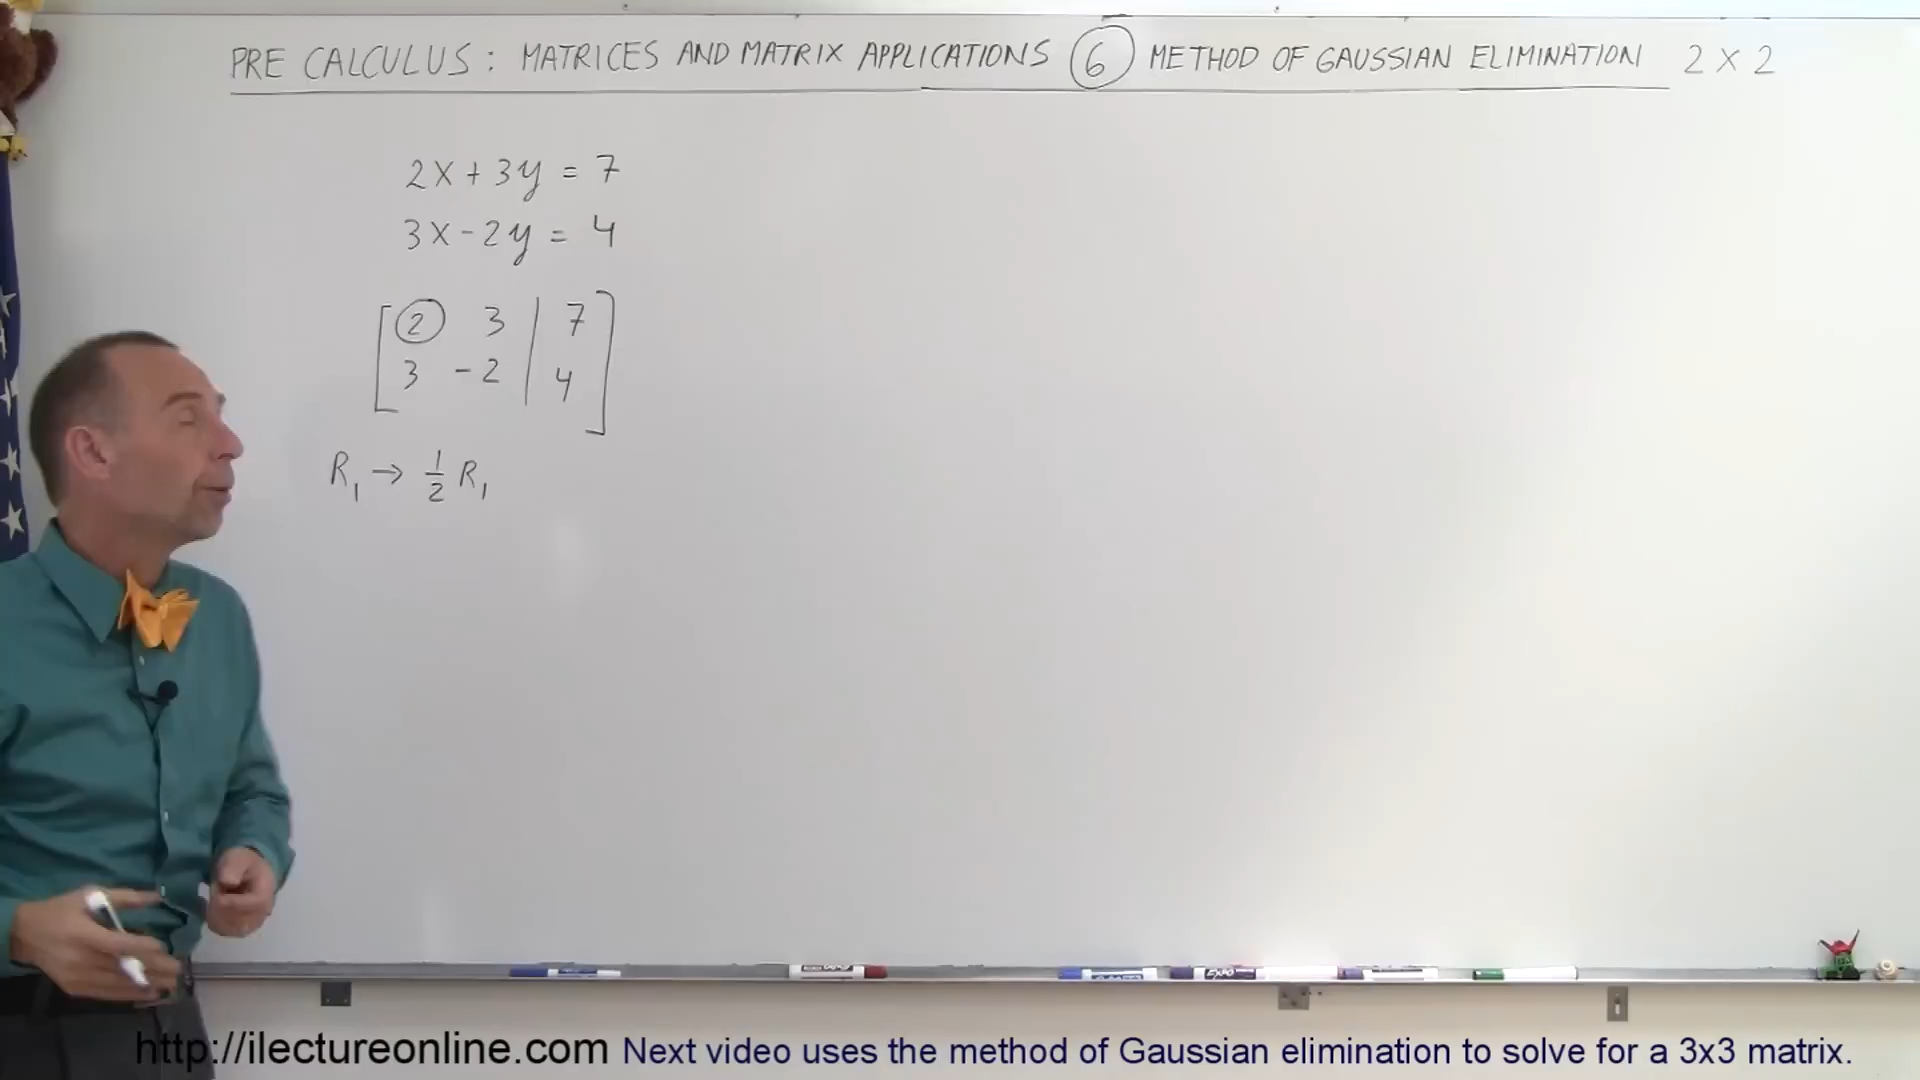 PRE CALCULUS: MATRICES AND MATRIX APPLICATIONS 6 METHOD OF GAUSSIAN ELIMINATION 2 X 2
2x + 3y = 7
3x - 2y = 4
[ 2 3 | 7
3 -2 | 4 ]
R₁ → 1/2 R₁
http://ilectureonline.com Next video uses the method of Gaussian elimination to solve for a 3x3 matrix.